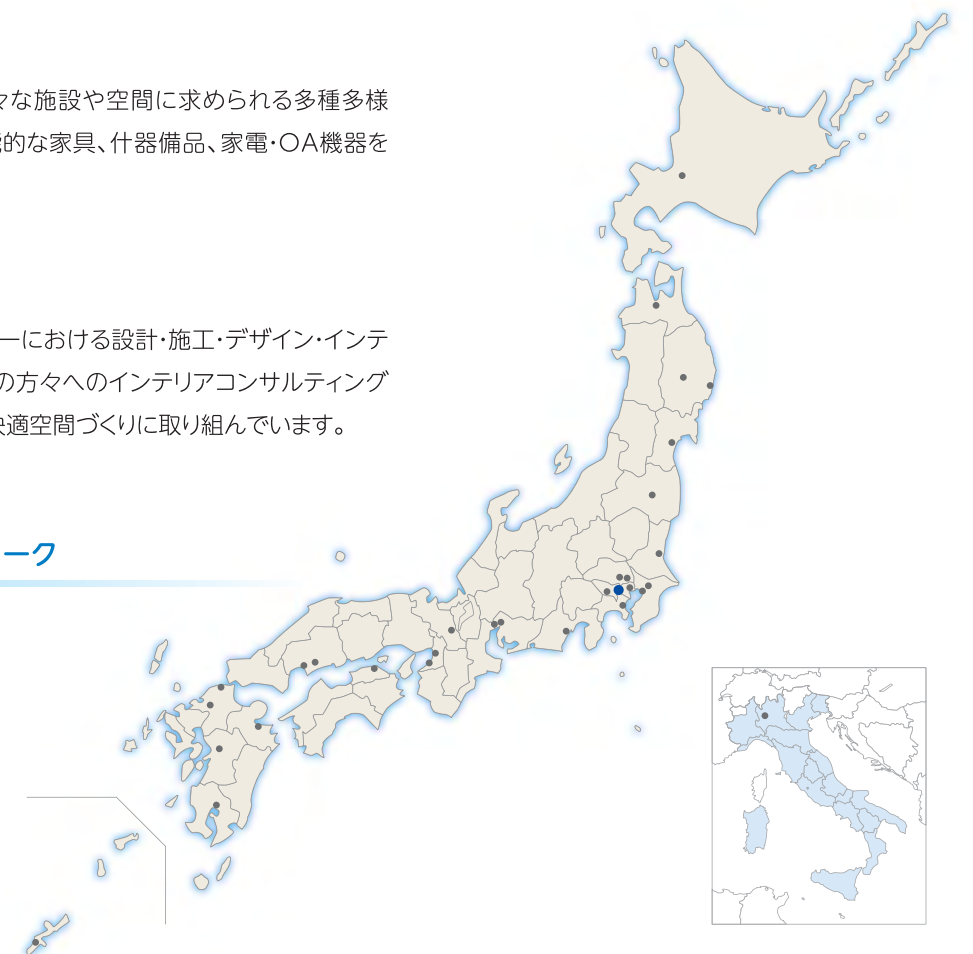 々な施設や空間に求められる多種多様
的な家具、什器備品、家電・OA機器を
ーにおける設計・施工・デザイン・インテ
の方々へのインテリアコンサルティング
適空間づくりに取り組んでいます。
ーク